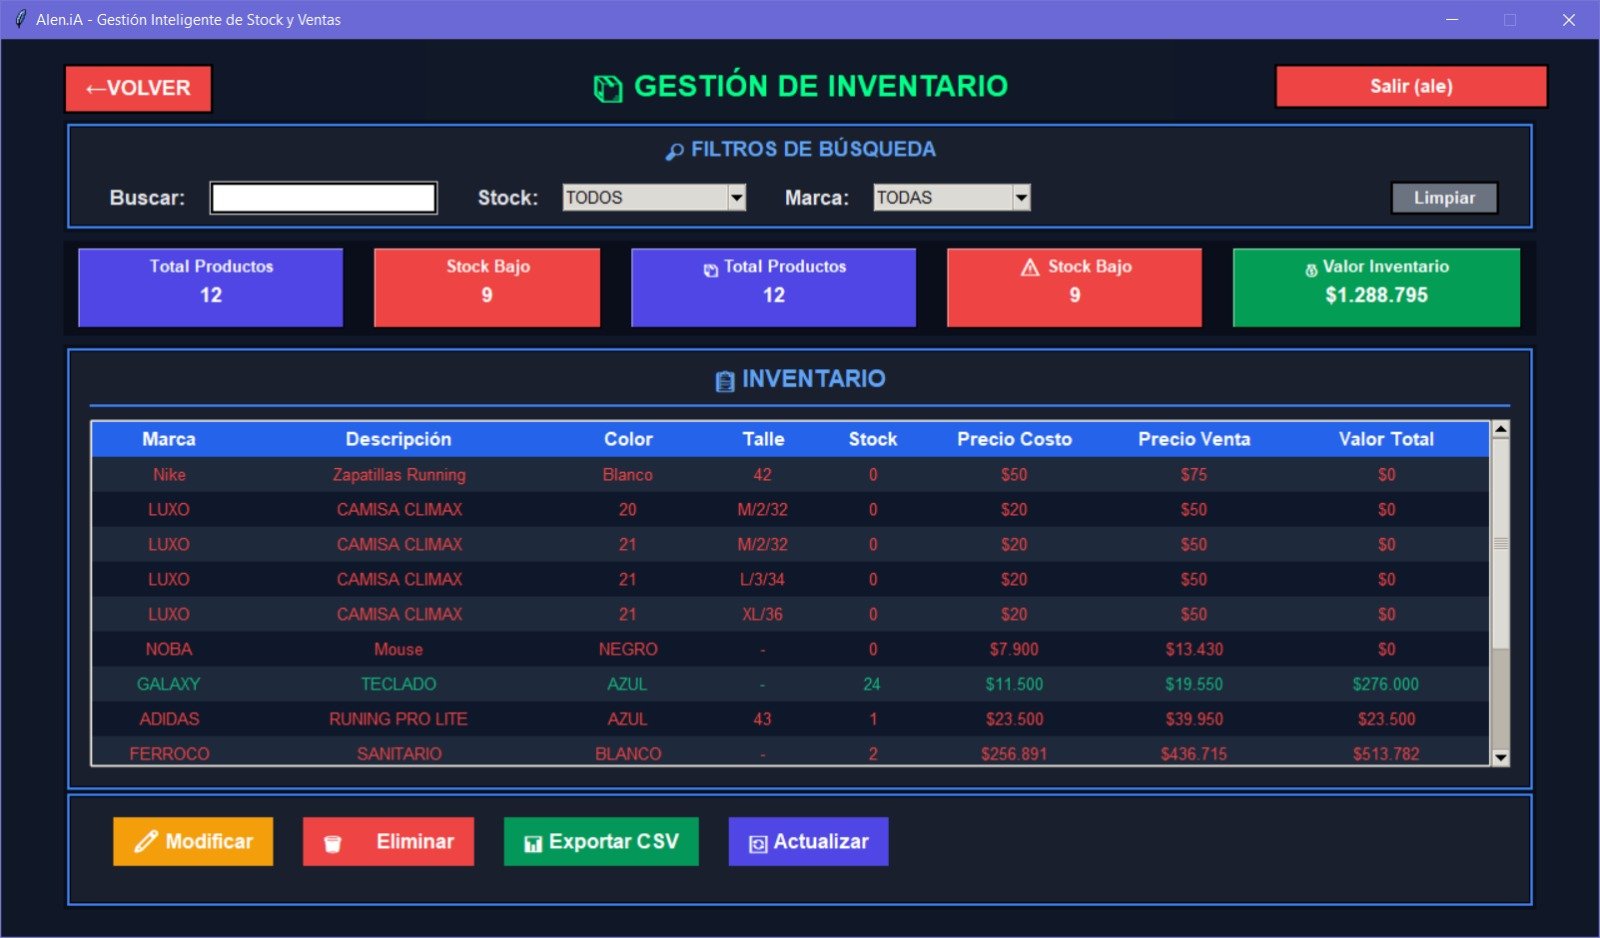 Alen.iA - Gestión Inteligente de Stock y Ventas
←VOLVER
GESTIÓN DE INVENTARIO
Salir (ale)
FILTROS DE BÚSQUEDA
Buscar: Stock: TODOS Marca: TODAS Limpiar
Total Productos Stock Bajo Total Productos Stock Bajo Valor Inventario
12 9 12 9 $1.288.795
INVENTARIO
Marca Descripción Color Talle Stock Precio Costo Precio Venta Valor Total
Nike Zapatillas Running Blanco 42 0 $50 $75 $0
LUXO CAMISA CLIMAX 20 M/2/32 0 $20 $50 $0
LUXO CAMISA CLIMAX 21 M/2/32 0 $20 $50 $0
LUXO CAMISA CLIMAX 21 L/3/34 0 $20 $50 $0
LUXO CAMISA CLIMAX 21 XL/36 0 $20 $50 $0
NOBA Mouse NEGRO - 0 $7.900 $13.430 $0
GALAXY TECLADO AZUL - 24 $11.500 $19.550 $276.000
ADIDAS RUNING PRO LITE AZUL 43 1 $23.500 $39.950 $23.500
FERROCO SANITARIO BLANCO - 2 $256.891 $436.715 $513.782
Modificar Eliminar Exportar CSV Actualizar